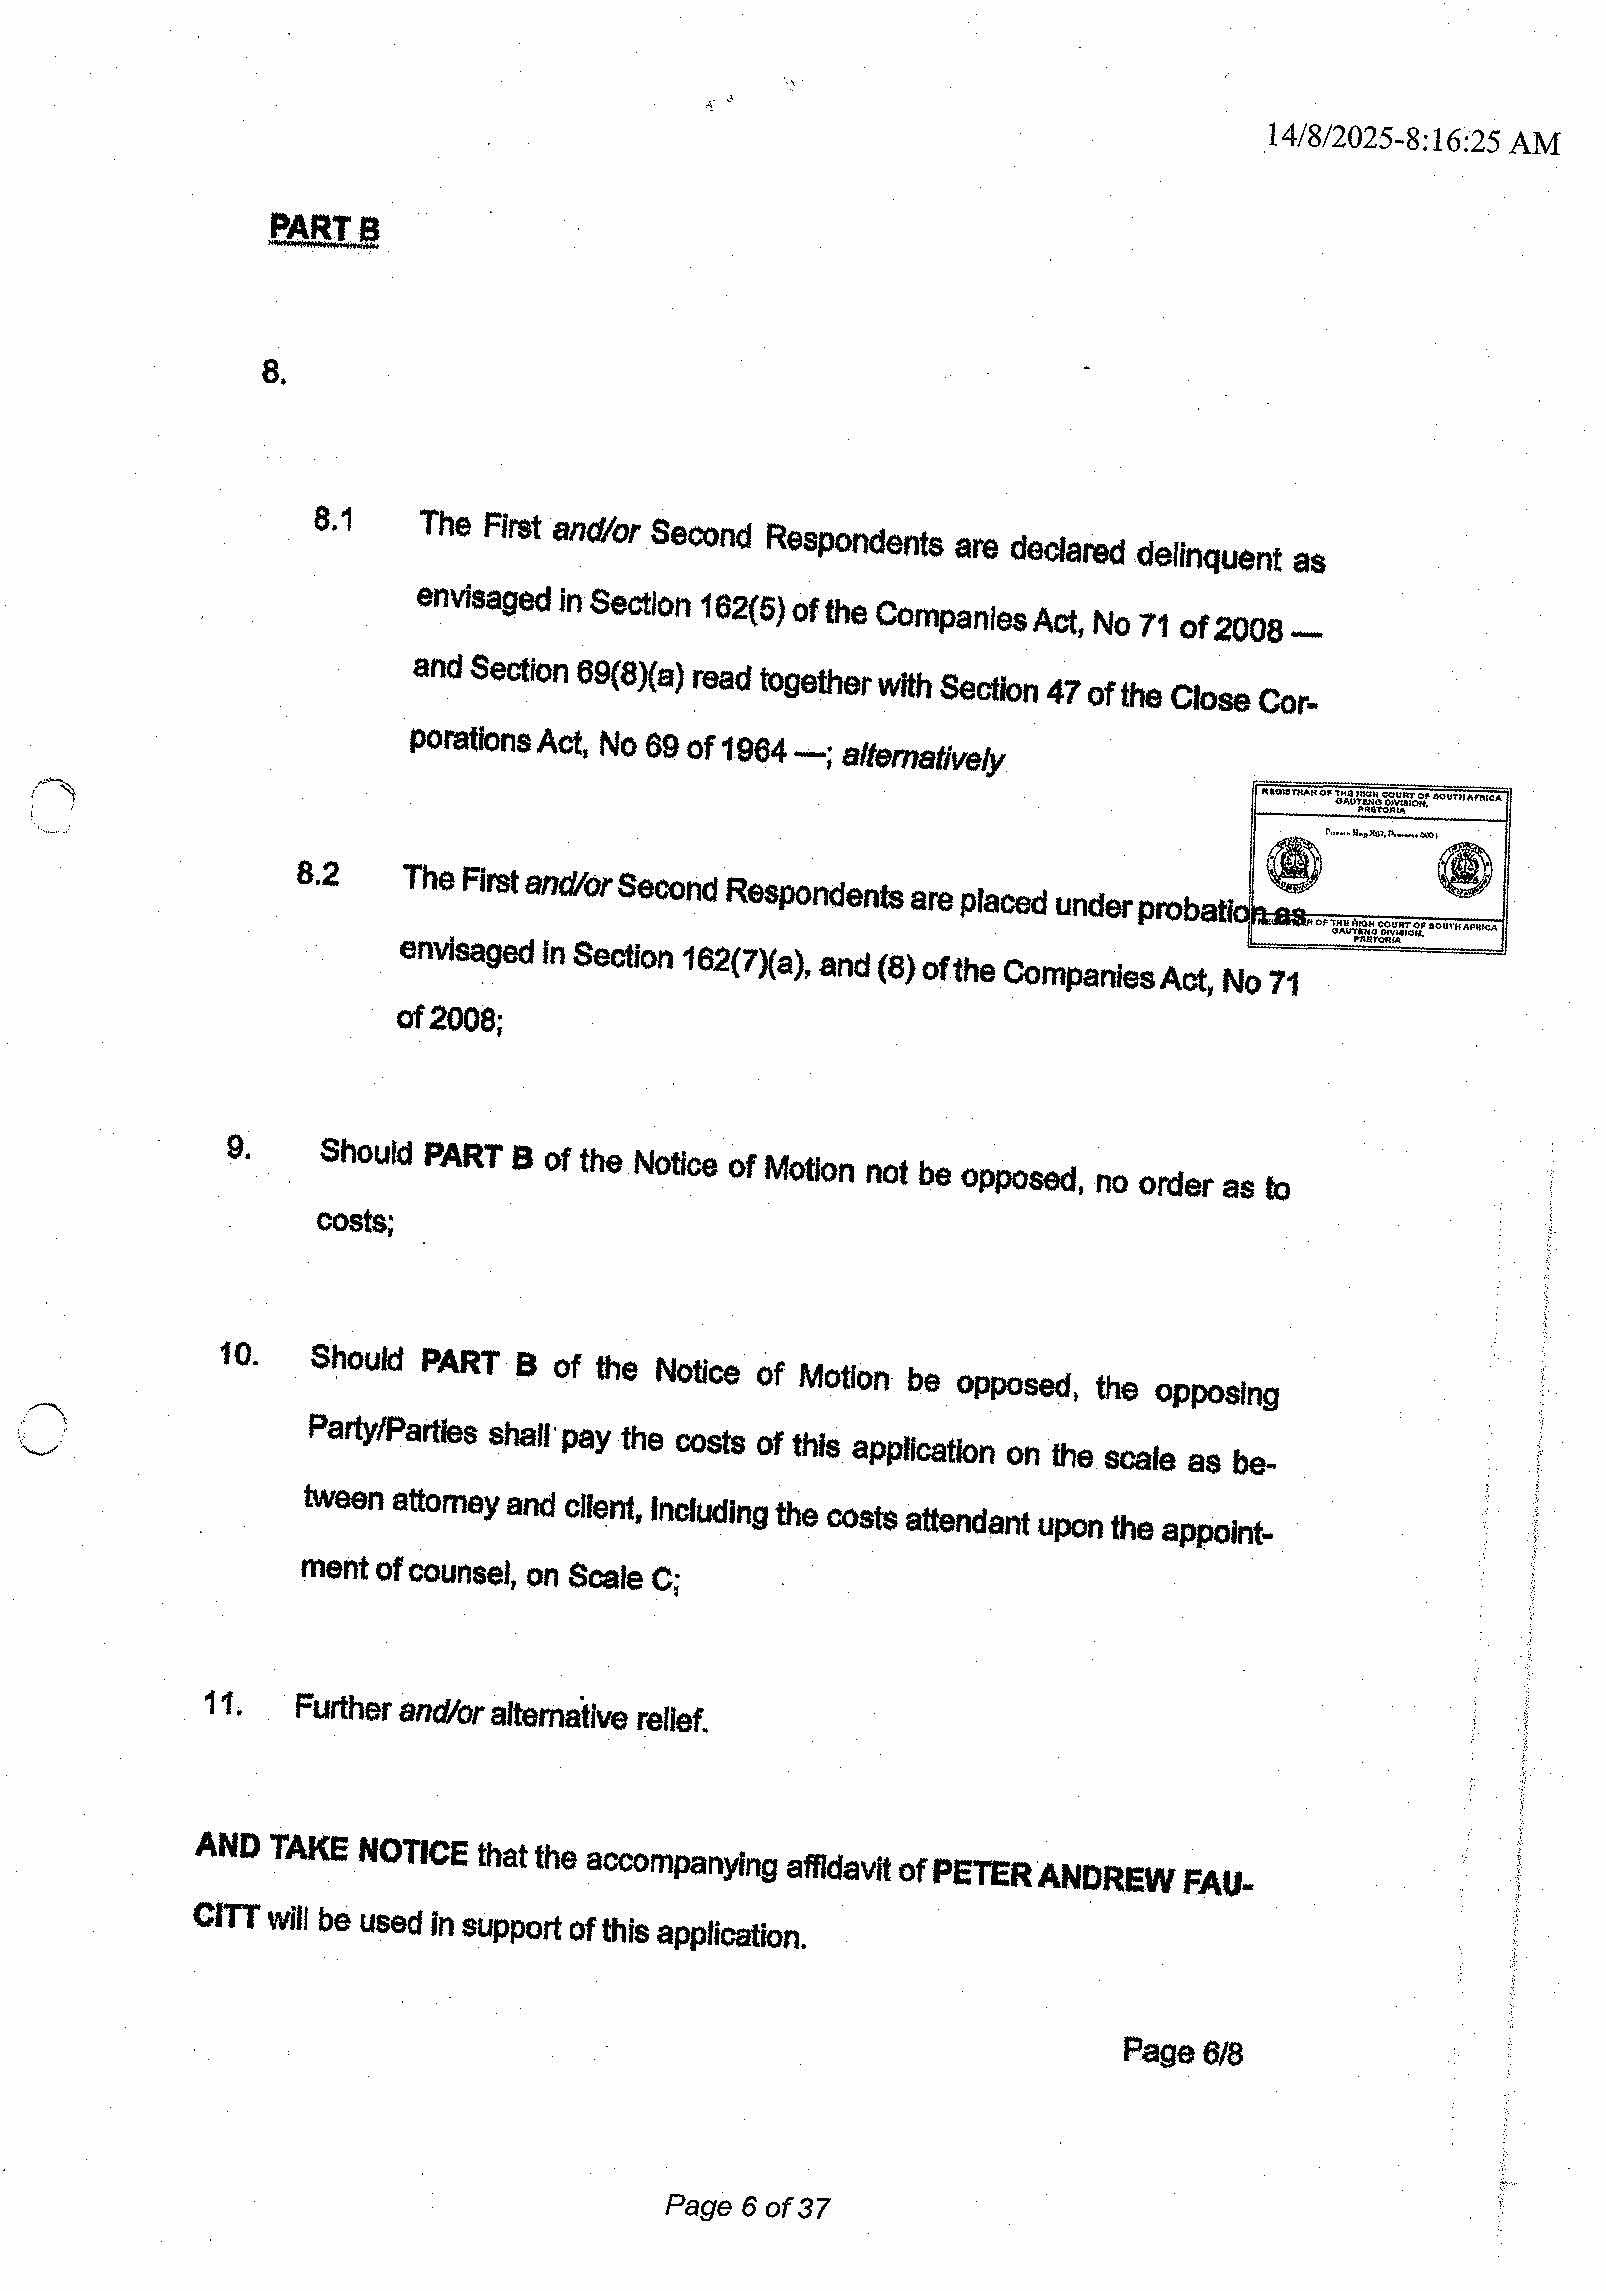 14/8/2025-8:16:25 AM
PART B
8.
8.1 The First and/or Second Respondents are declared delinquent as
envisaged in Section 162(5) of the Companies Act, No 71 of 2008 —
and Section 69(8)(a) read together with Section 47 of the Close Cor-
porations Act, No 69 of 1964 —; alternatively
REGISTRAR OF THE HIGH COURT OF SOUTH AFRICA
GAUTENG DIVISION,
PRETORIA
8.2 The First and/or Second Respondents are placed under probation as
OF THE HIGH COURT OF SOUTH AFRICA
GAUTENG DIVISION,
PRETORIA
envisaged in Section 162(7)(a), and (8) of the Companies Act, No 71
of 2008;
9. Should PART B of the Notice of Motion not be opposed, no order as to
costs;
10. Should PART B of the Notice of Motion be opposed, the opposing
Party/Parties shall pay the costs of this application on the scale as be-
tween attorney and client, including the costs attendant upon the appoint-
ment of counsel, on Scale C;
11. Further and/or alternative relief.
AND TAKE NOTICE that the accompanying affidavit of PETER ANDREW FAU-
CITT will be used in support of this application.
Page 6/8
Page 6 of 37